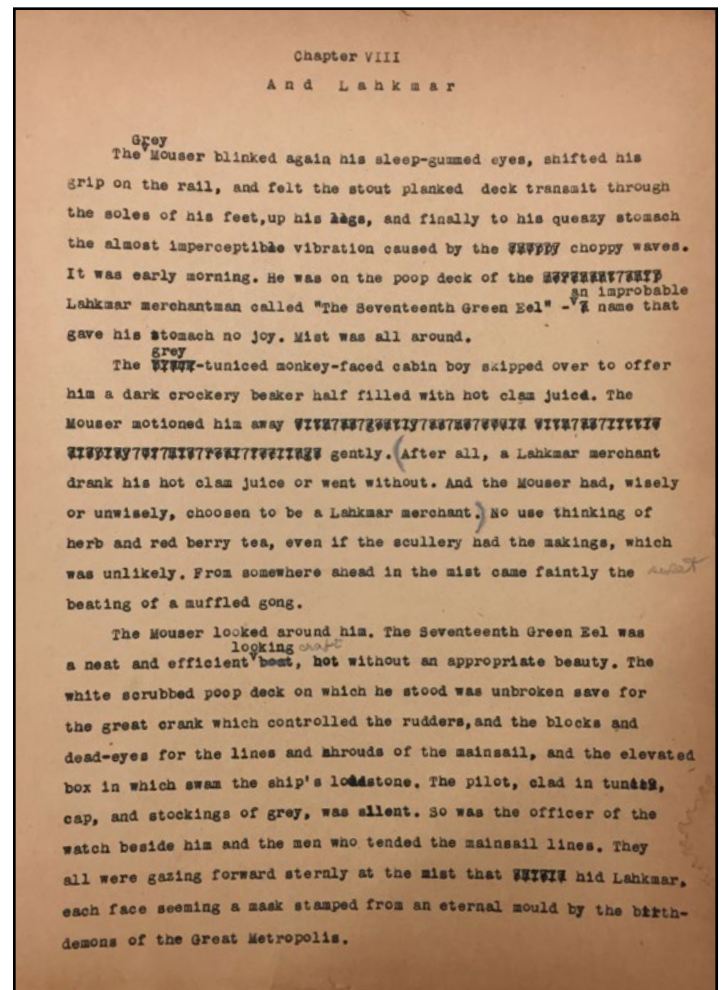 Chapter VIII
And Lahkmar
Grey
The Mouser blinked again his sleep-gummed eyes, shifted his
grip on the rail, and felt the stout planked deck transmit through
the soles of his feet,up his legs, and finally to his queazy stomach
the almost imperceptible vibration caused by the choppy waves.
It was early morning. He was on the poop deck of the
an improbable
Lahkmar merchantman called "The Seventeenth Green Eel" - name that
gave his stomach no joy. Mist was all around.
grey
The -tuniced monkey-faced cabin boy skipped over to offer
him a dark crockery beaker half filled with hot clam juice. The
Mouser motioned him away
gently. (After all, a Lahkmar merchant
drank his hot clam juice or went without. And the Mouser had, wisely
or unwisely, choosen to be a Lahkmar merchant.) No use thinking of
herb and red berry tea, even if the scullery had the makings, which
was unlikely. From somewhere ahead in the mist came faintly the sweet
beating of a muffled gong.
The Mouser looked around him. The Seventeenth Green Eel was
looking craft
a neat and efficient boat, not without an appropriate beauty. The
white scrubbed poop deck on which he stood was unbroken save for
the great crank which controlled the rudders,and the blocks and
dead-eyes for the lines and shrouds of the mainsail, and the elevated
box in which swam the ship's lodstone. The pilot, clad in tunic,
cap, and stockings of grey, was silent. So was the officer of the
watch beside him and the men who tended the mainsail lines. They
all were gazing forward sternly at the mist that hid Lahkmar,
each face seeming a mask stamped from an eternal mould by the birth-
demons of the Great Metropolis.